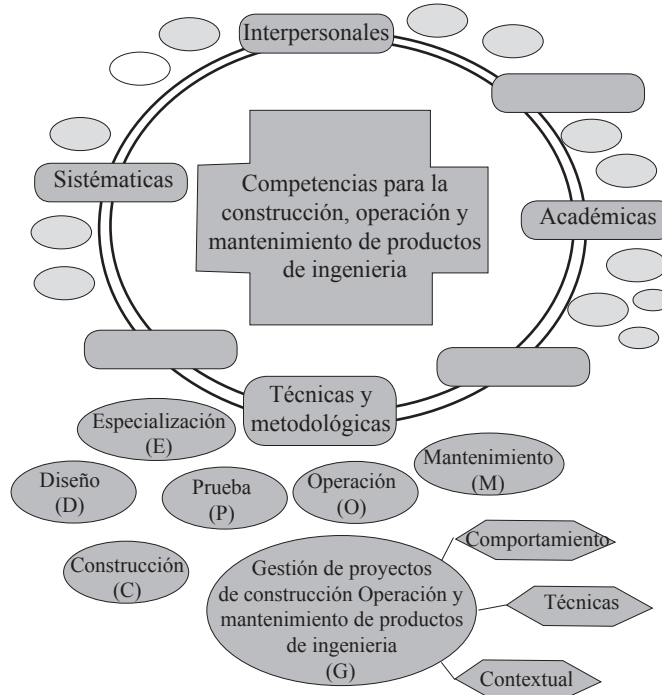 Interpersonales
Sistématicas
Competencias para la
construcción, operación y
mantenimiento de productos
de ingenieria
Académicas
Técnicas y
metodológicas
Especialización
(E)
Mantenimiento
(M)
Diseño
(D)
Prueba
(P)
Operación
(O)
Construcción
(C)
Gestión de proyectos
de construcción Operación y
mantenimiento de productos
de ingenieria
(G)
Comportamiento
Técnicas
Contextual